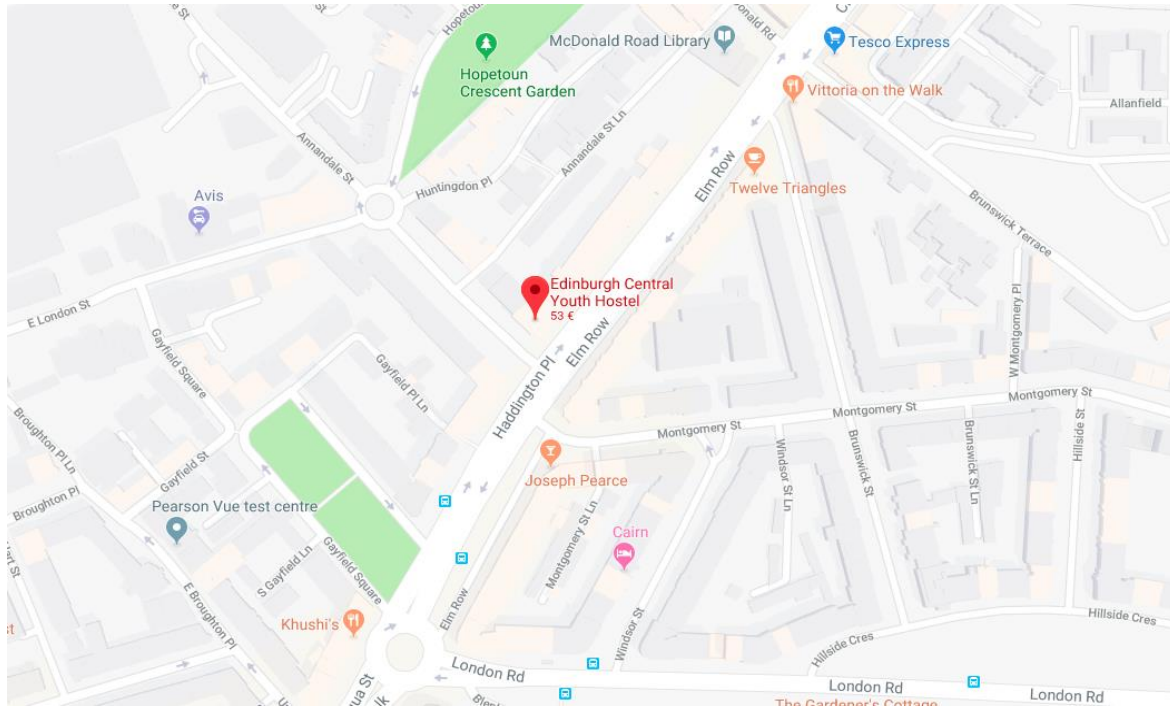 Hopetoun
McDonald Rd
McDonald Road Library
Tesco Express
Hopetoun
Crescent Garden
Vittoria on the Walk
Allanfield
Annandale St Ln
Annandale St
Huntingdon Pl
Elm Row
Twelve Triangles
Avis
Brunswick Terrace
Edinburgh Central
Youth Hostel
53 €
E London St
Elm Row
W Montgomery Pl
Gayfield Square
Gayfield Pl Ln
Haddington Pl
Montgomery St
Montgomery St
Montgomery St
Broughton Pl Ln
Gayfield St
Joseph Pearce
Windsor St Ln
Brunswick St
Brunswick St Ln
Hillside St
Broughton Pl
Pearson Vue test centre
Cairn
Montgomery St Ln
S Gayfield Ln
Gayfield Square
E Broughton Pl
Khushi's
Elm Row
Windsor St
Hillside Cres
Hillside Cres
London Rd
London Rd
London Rd
The Gardener's Cottage